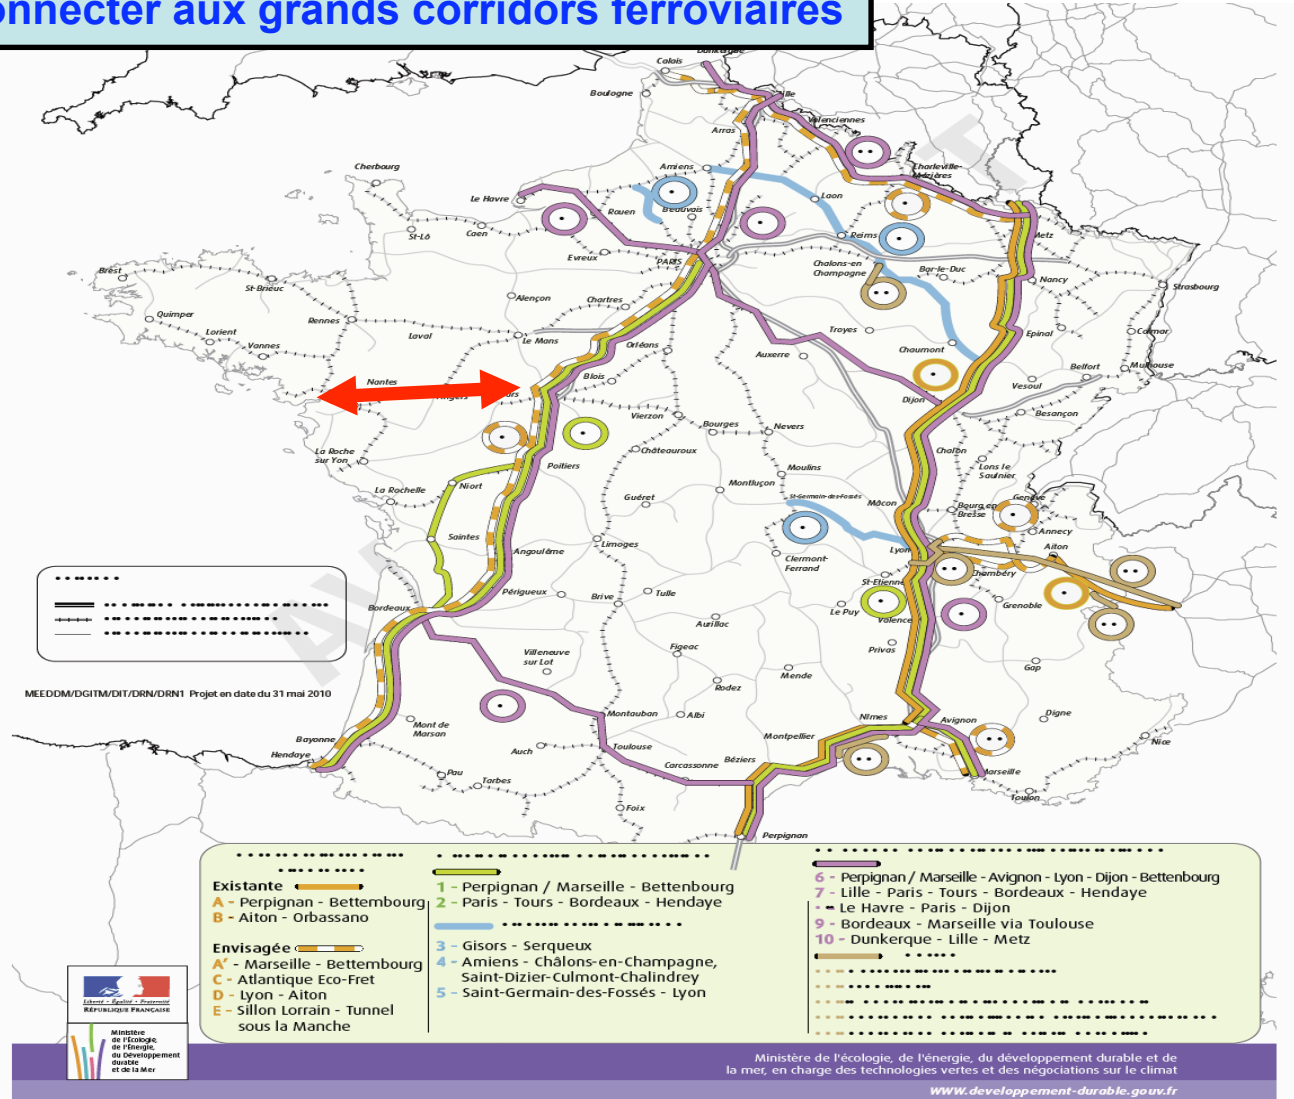 onnecter aux grands corridors ferroviaires
Dunkerque
Calais
Boulogne
Lille
Valenciennes
Arras
Cherbourg
Amiens
Charleville-
Mézières
Le Havre
Rouen
Beauvais
Laon
St-Lô
Caen
Reims
Metz
Evreux
PARIS
Chalons-en
Champagne
Bar-le-Duc
Nancy
Brest
St-Brieuc
Alençon
Chartres
Strasbourg
Quimper
Rennes
Lorient
Vannes
Laval
Le Mans
Orléans
Troyes
Epinal
Colmar
Auxerre
Chaumont
Nantes
Angers
Tours
Blois
Vesoul
Belfort
Mulhouse
Dijon
Vierzon
Bourges
Nevers
Besançon
La Roche
sur Yon
Châteauroux
Chalôn
Poitiers
Moulins
Lons le
Saulnier
La Rochelle
Niort
Montluçon
Guéret
St-Germain-des-Fossés
Mâcon
Bourg en
Bresse
Genève
Annecy
Saintes
Angoulême
Limoges
Clermont-
Ferrand
Lyon
Aiton
Chambéry
St-Etienne
Périgueux
Brive
Tulle
Le Puy
Grenoble
Bordeaux
Aurillac
Valence
Villeneuve
sur Lot
Figeac
Privas
Mende
Gap
Rodez
MEEDDM/DGITM/DIT/DRN/DRN1 Projet en date du 31 mai 2010
Mont de
Marsan
Montauban
Albi
Nîmes
Avignon
Digne
Bayonne
Hendaye
Auch
Toulouse
Montpellier
Nice
Carcassonne
Béziers
Pau
Tarbes
Marseille
Toulon
Foix
Perpignan
Existante
A - Perpignan - Bettembourg
B - Aiton - Orbassano
Envisagée
A' - Marseille - Bettembourg
C - Atlantique Eco-Fret
D - Lyon - Aiton
E - Sillon Lorrain - Tunnel
sous la Manche
1 - Perpignan / Marseille - Bettenbourg
2 - Paris - Tours - Bordeaux - Hendaye
3 - Gisors - Serqueux
4 - Amiens - Châlons-en-Champagne,
Saint-Dizier-Culmont-Chalindrey
5 - Saint-Germain-des-Fossés - Lyon
6 - Perpignan / Marseille - Avignon - Lyon - Dijon - Bettenbourg
7 - Lille - Paris - Tours - Bordeaux - Hendaye
Le Havre - Paris - Dijon
9 - Bordeaux - Marseille via Toulouse
10 - Dunkerque - Lille - Metz
Liberté • Égalité • Fraternité
RÉPUBLIQUE FRANÇAISE
Ministère
de l'Écologie,
de l'Énergie,
du Développement
durable
et de la Mer
Ministère de l'écologie, de l'énergie, du développement durable et de
la mer, en charge des technologies vertes et des négociations sur le climat
www.developpement-durable.gouv.fr